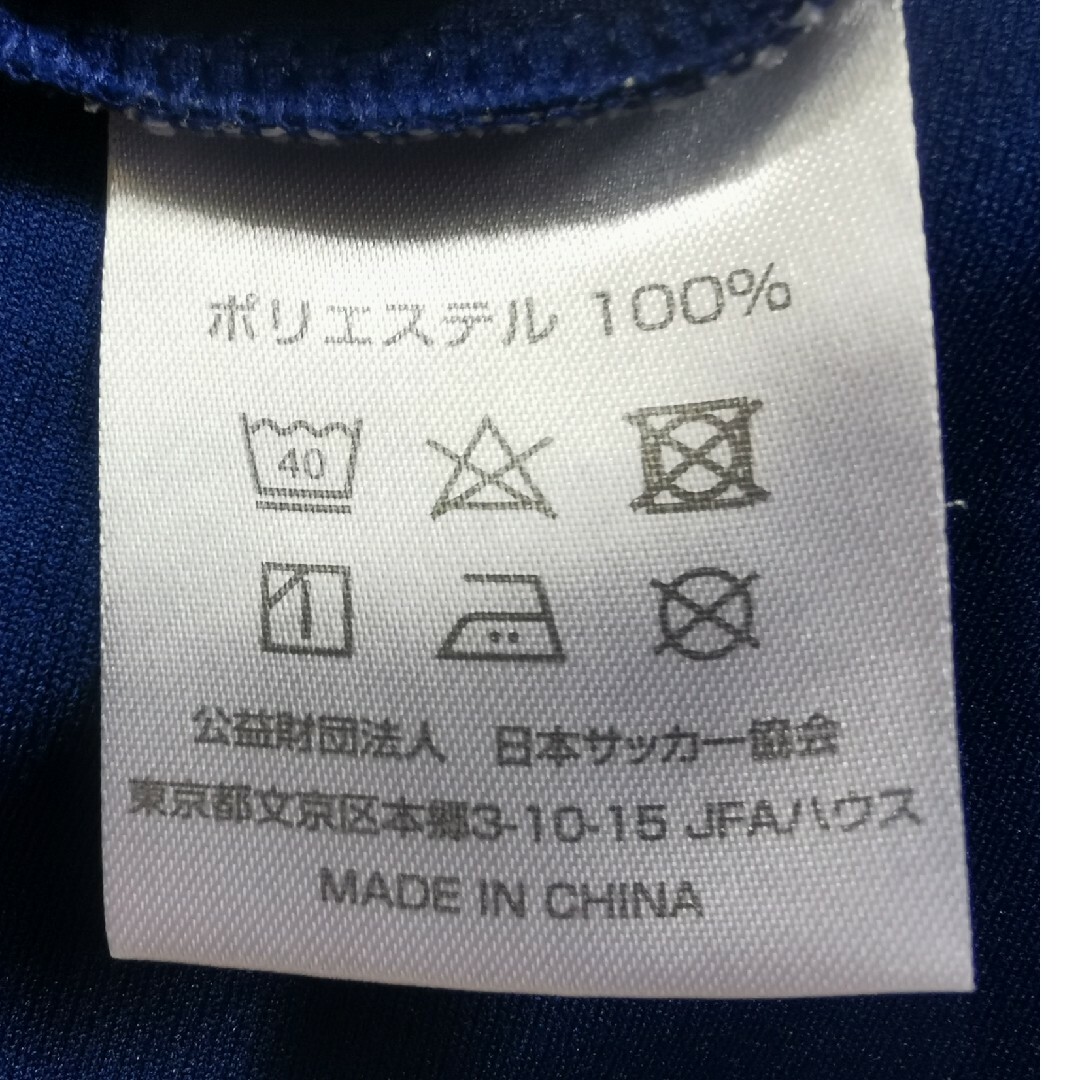 ポリエステル 100%
40
公益財団法人 日本サッカー協会
東京都文京区本郷3-10-15 JFAハウス
MADE IN CHINA